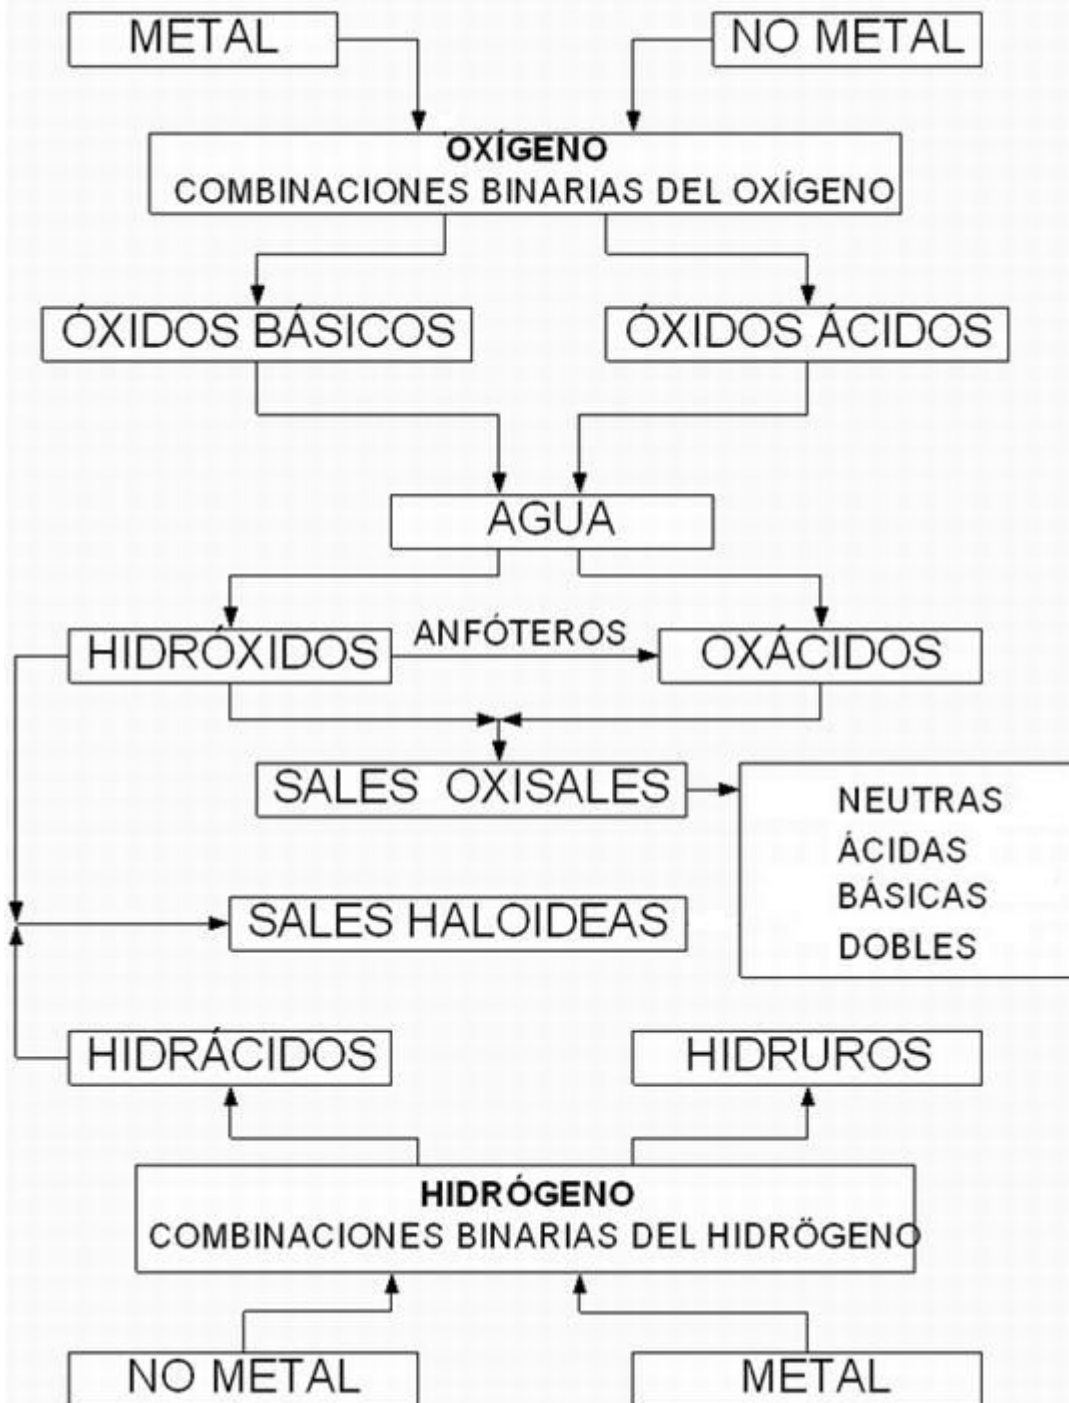 METAL
NO METAL
OXÍGENO
COMBINACIONES BINARIAS DEL OXÍGENO
ÓXIDOS BÁSICOS
ÓXIDOS ÁCIDOS
AGUA
HIDRÓXIDOS
ANFÓTEROS
OXÁCIDOS
SALES OXISALES
NEUTRAS
ÁCIDAS
BÁSICAS
DOBLES
SALES HALOIDEAS
HIDRÁCIDOS
HIDRUROS
HIDRÓGENO
COMBINACIONES BINARIAS DEL HIDRÖGENO
NO METAL
METAL